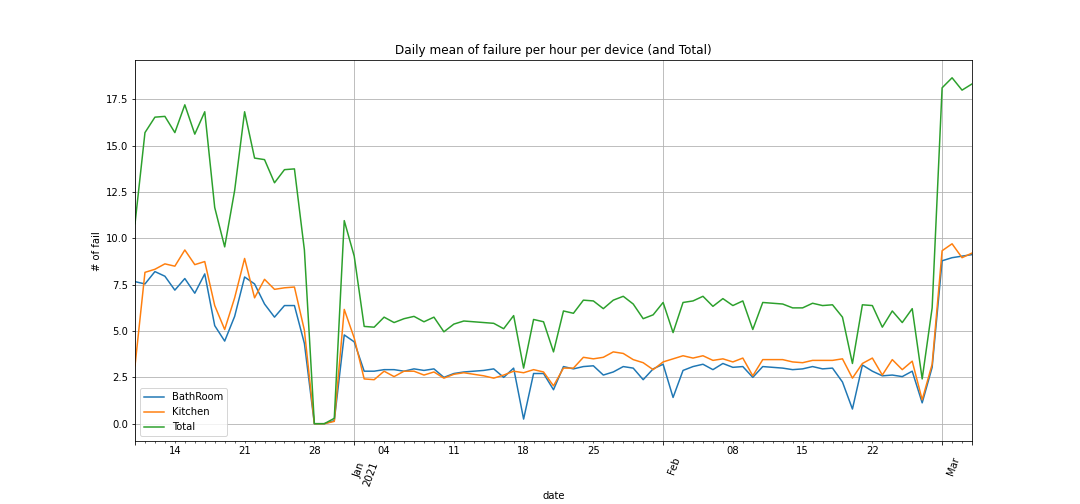 Daily mean of failure per hour per device (and Total)
# of fail
17.5
15.0
12.5
10.0
7.5
5.0
2.5
0.0
BathRoom
Kitchen
Total
14
21
28
Jan
2021
04
11
18
25
Feb
08
15
22
Mar
date